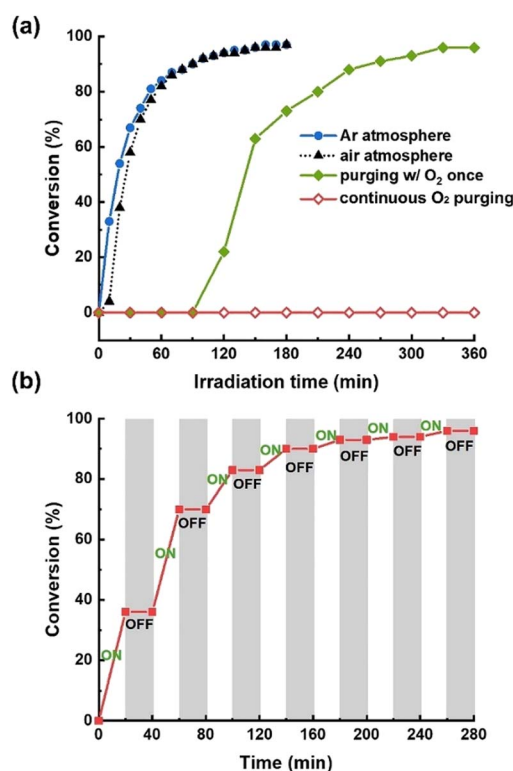 (a)
100
80
60
40
20
0
Conversion (%)
Ar atmosphere
air atmosphere
purging w/ O₂ once
continuous O₂ purging
0 60 120 180 240 300 360
Irradiation time (min)
(b)
100
80
60
40
20
0
Conversion (%)
ON ON ON ON ON ON ON
OFF OFF OFF OFF OFF OFF OFF
0 40 80 120 160 200 240 280
Time (min)